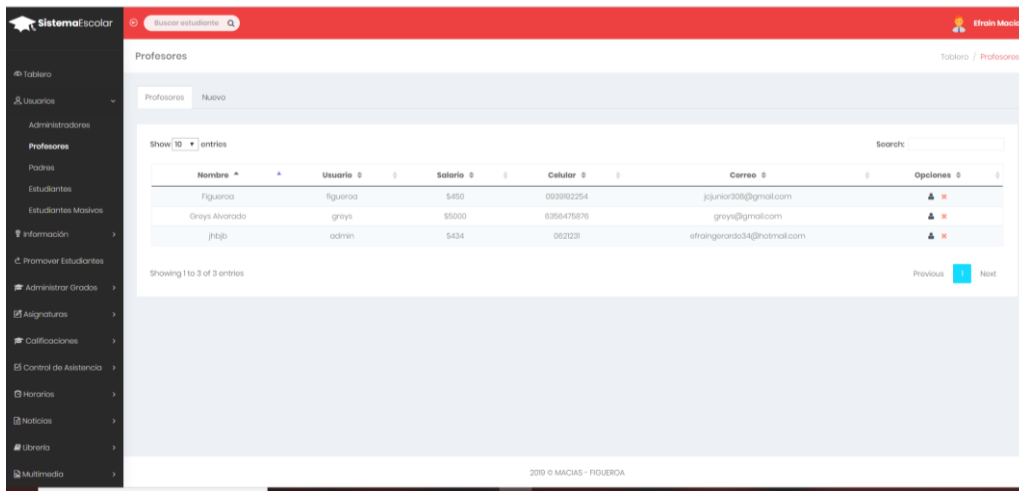 SistemaEscolar
Buscar estudiante
Efrain Macia
Profesores
Tablero / Profesores
Tablero
Usuarios
Administradores
Profesores
Padres
Estudiantes
Estudiantes Masivos
Información
Promover Estudiantes
Administrar Grados
Asignaturas
Calificaciones
Control de Asistencia
Horarios
Noticias
Librería
Multimedia
Profesores Nuevo
Show 10 entries Search:
Nombre Usuario Salario Celular Correo Opciones
Figueroa figueroa $450 0939192254 jcjunior308@gmail.com
Greys Alvarado greys $5000 6356475876 greys@gmail.com
jhbjb admin $434 0621231 efraingerardo34@hotmail.com
Showing 1 to 3 of 3 entries Previous 1 Next
2019 © MACIAS - FIGUEROA